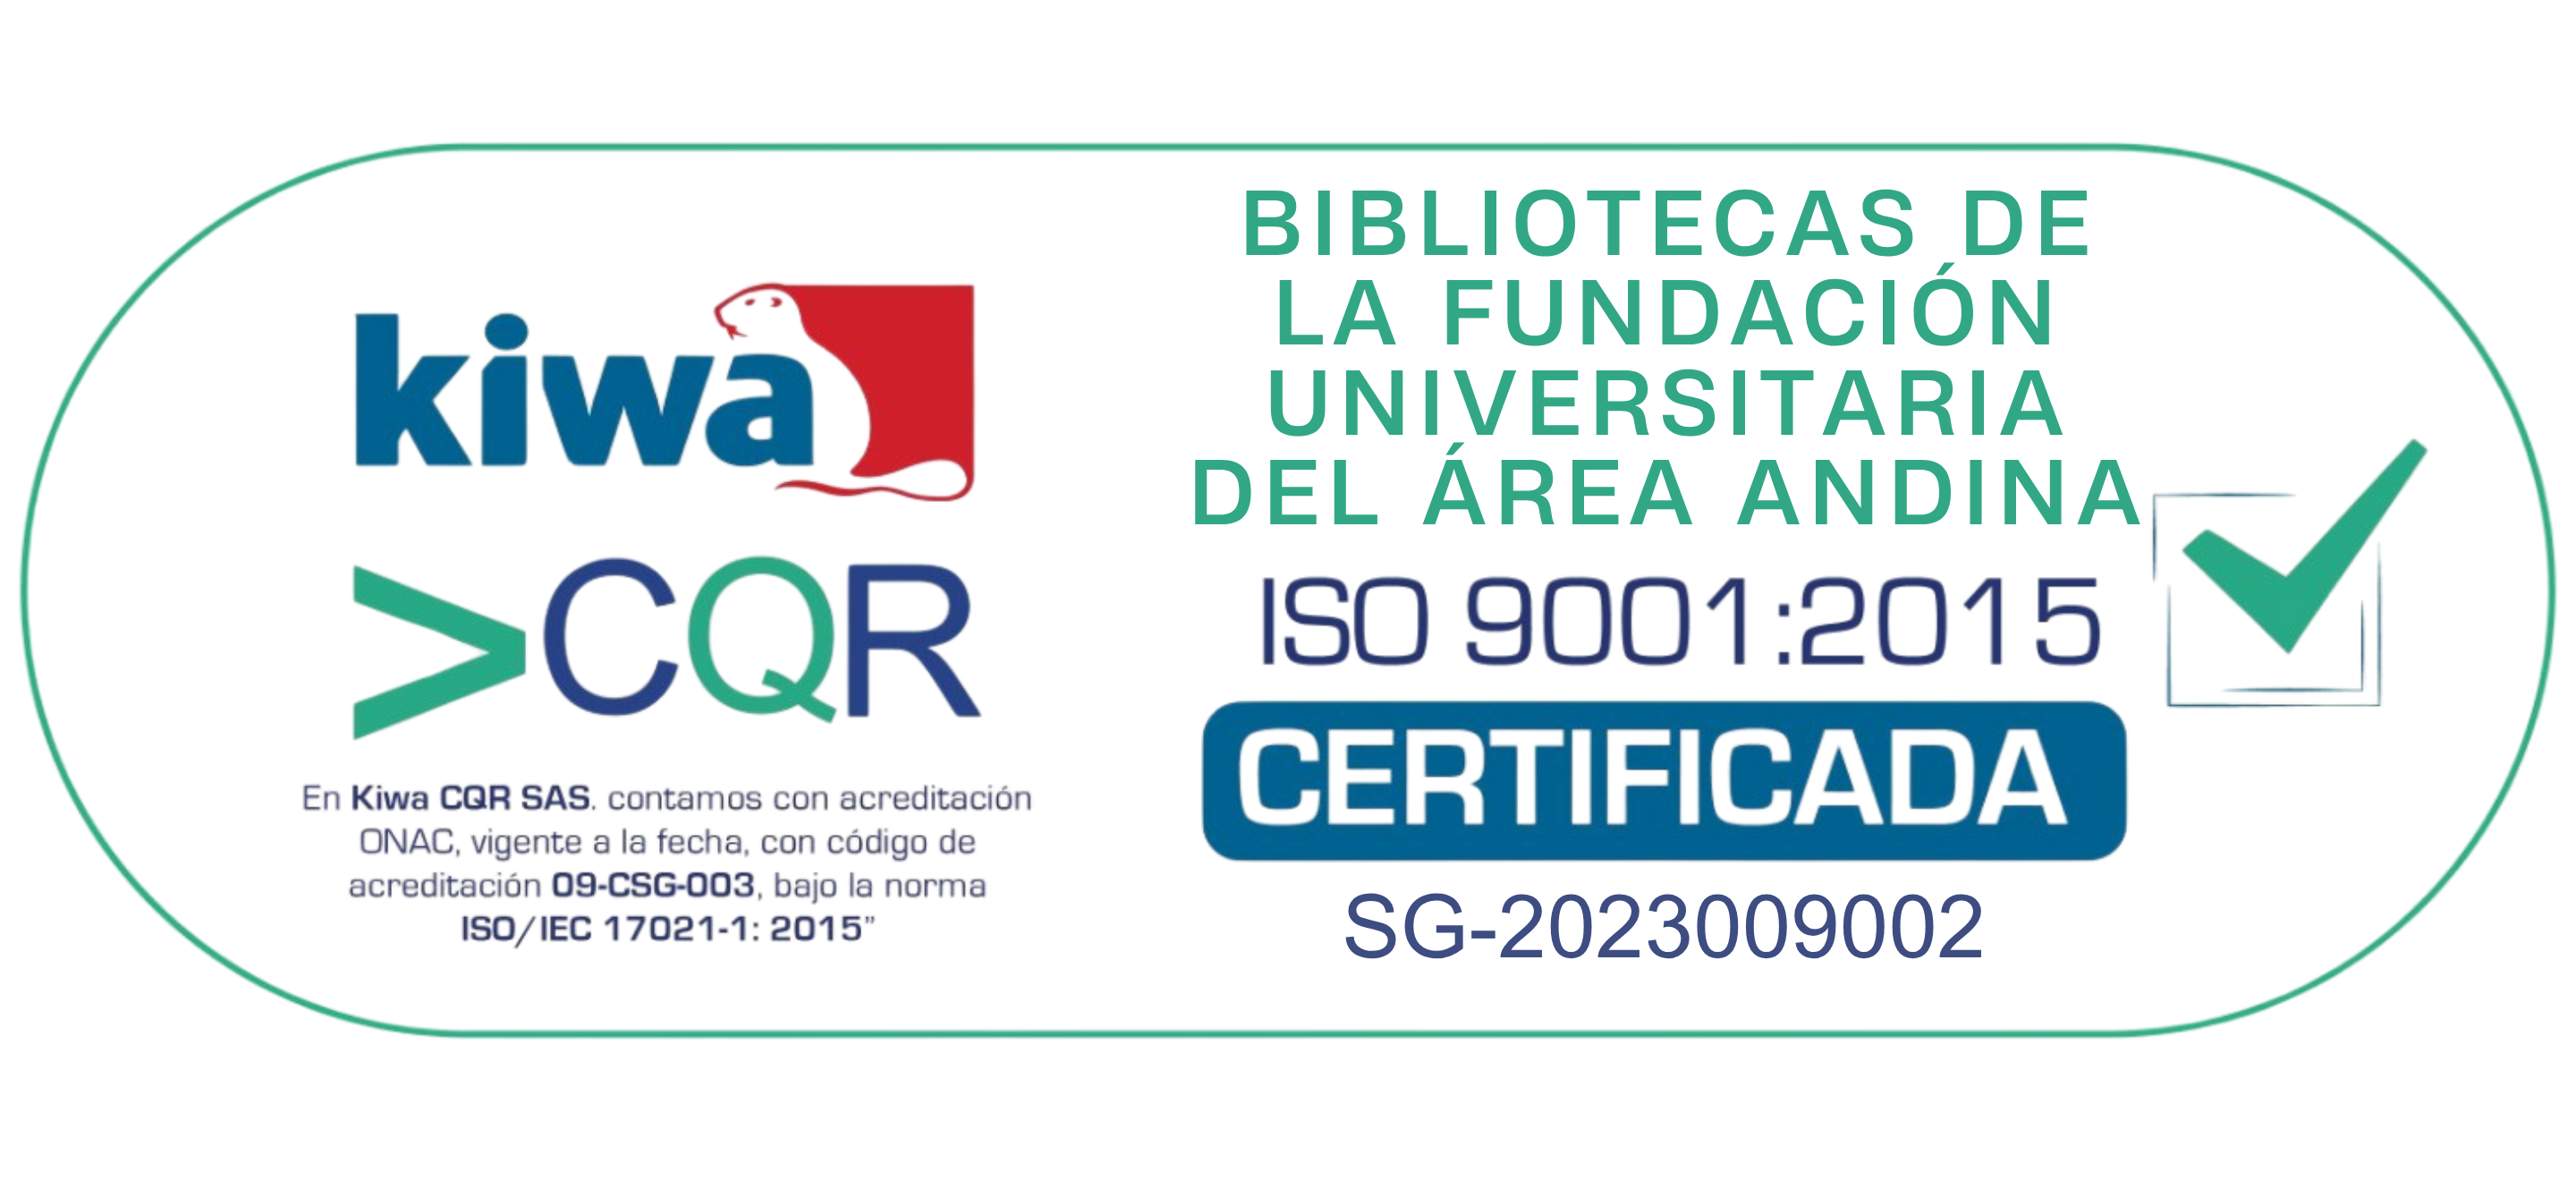 kiwa
>CQR
En Kiwa CQR SAS. contamos con acreditación
ONAC, vigente a la fecha, con código de
acreditación 09-CSG-003, bajo la norma
ISO/IEC 17021-1: 2015”
BIBLIOTECAS DE
LA FUNDACIÓN
UNIVERSITARIA
DEL ÁREA ANDINA
ISO 9001:2015
CERTIFICADA
SG-2023009002